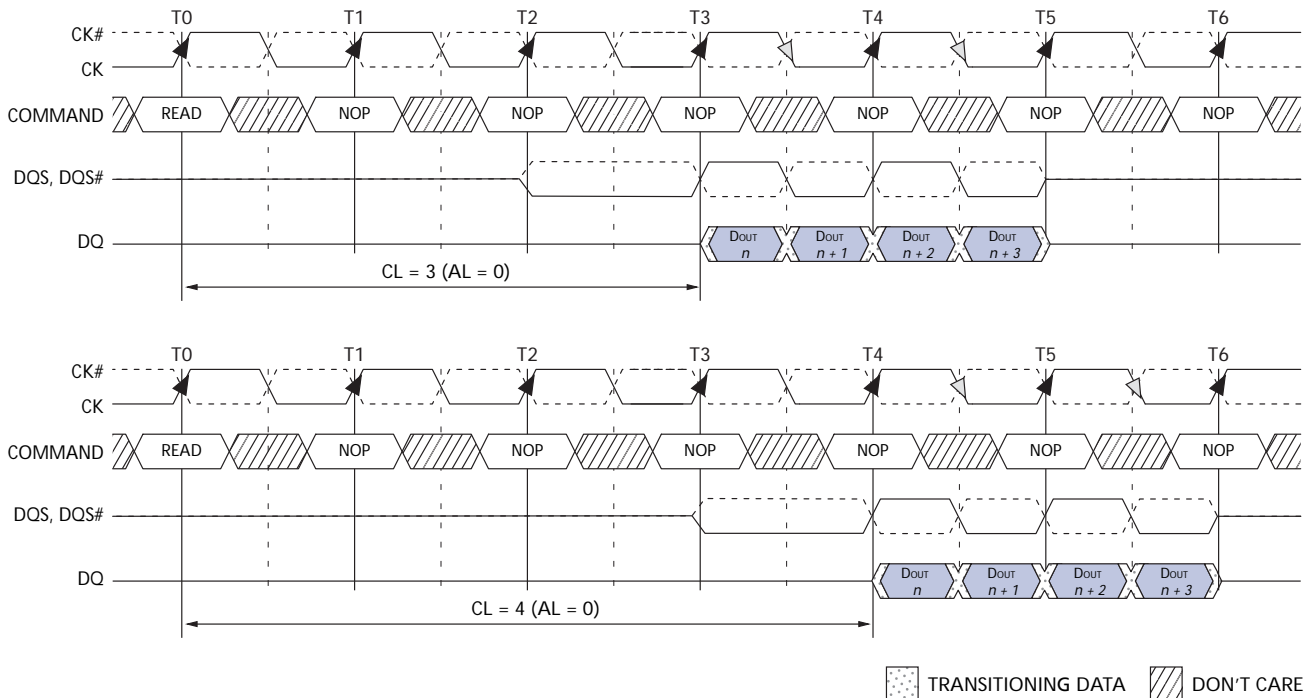 T0 T1 T2 T3 T4 T5 T6
CK#
CK
COMMAND READ NOP NOP NOP NOP NOP NOP
DQS, DQS#
DQ DOUT n DOUT n + 1 DOUT n + 2 DOUT n + 3
CL = 3 (AL = 0)
T0 T1 T2 T3 T4 T5 T6
CK#
CK
COMMAND READ NOP NOP NOP NOP NOP NOP
DQS, DQS#
DQ DOUT n DOUT n + 1 DOUT n + 2 DOUT n + 3
CL = 4 (AL = 0)
TRANSITIONING DATA DON'T CARE